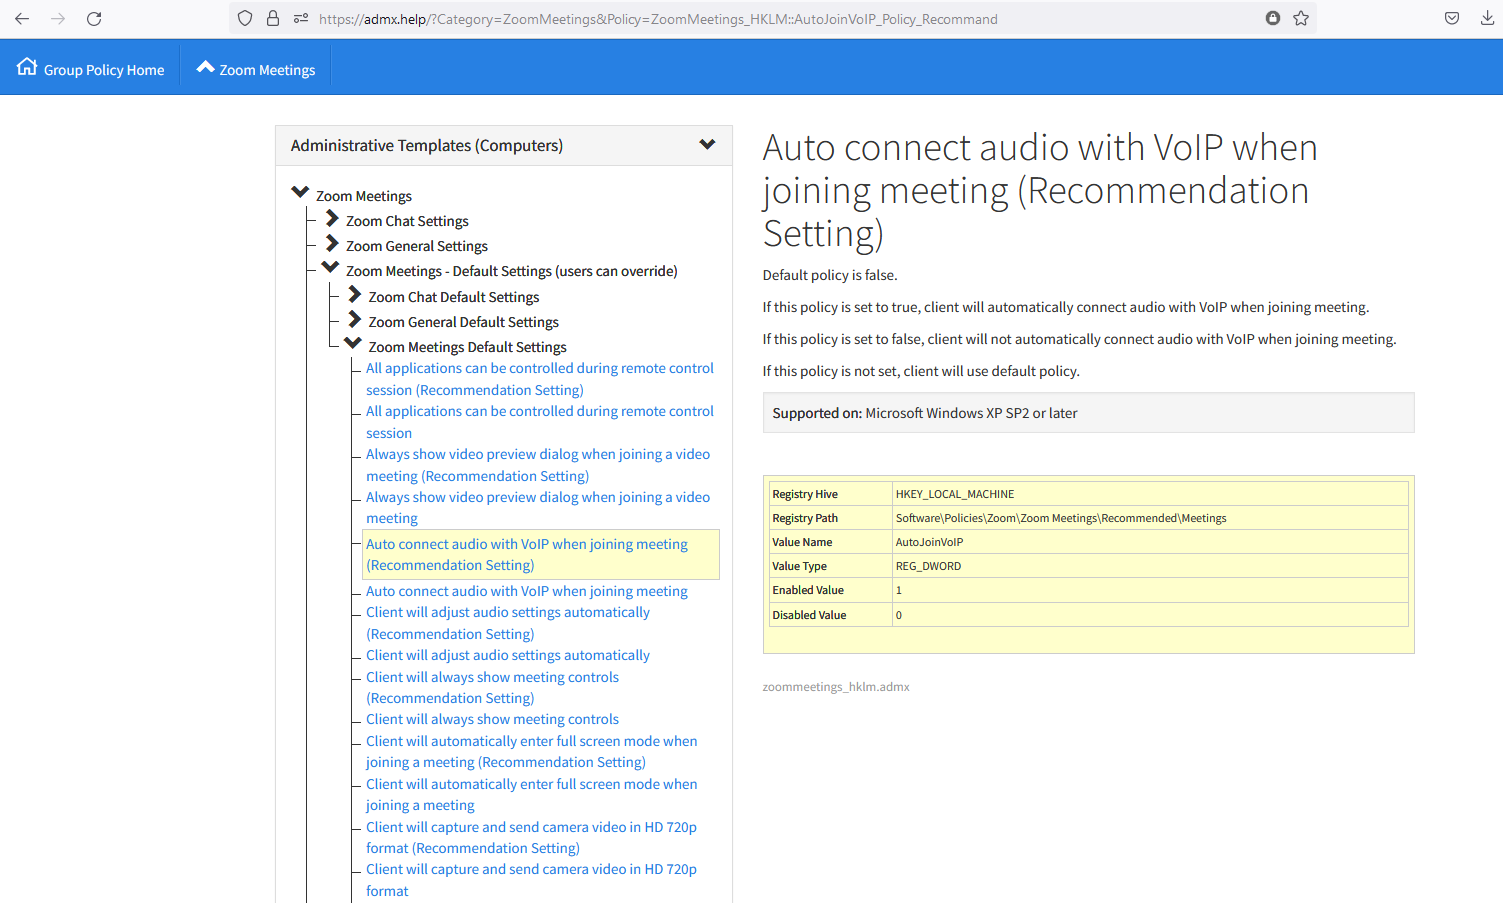 https://admx.help/?Category=ZoomMeetings&Policy=ZoomMeetings_HKLM::AutoJoinVoIP_Policy_Recommand
Group Policy Home
Zoom Meetings
Administrative Templates (Computers)
Zoom Meetings
Zoom Chat Settings
Zoom General Settings
Zoom Meetings - Default Settings (users can override)
Zoom Chat Default Settings
Zoom General Default Settings
Zoom Meetings Default Settings
All applications can be controlled during remote control
session (Recommendation Setting)
All applications can be controlled during remote control
session
Always show video preview dialog when joining a video
meeting (Recommendation Setting)
Always show video preview dialog when joining a video
meeting
Auto connect audio with VoIP when joining meeting
(Recommendation Setting)
Auto connect audio with VoIP when joining meeting
Client will adjust audio settings automatically
(Recommendation Setting)
Client will adjust audio settings automatically
Client will always show meeting controls
(Recommendation Setting)
Client will always show meeting controls
Client will automatically enter full screen mode when
joining a meeting (Recommendation Setting)
Client will automatically enter full screen mode when
joining a meeting
Client will capture and send camera video in HD 720p
format (Recommendation Setting)
Client will capture and send camera video in HD 720p
format
Auto connect audio with VoIP when
joining meeting (Recommendation
Setting)
Default policy is false.
If this policy is set to true, client will automatically connect audio with VoIP when joining meeting.
If this policy is set to false, client will not automatically connect audio with VoIP when joining meeting.
If this policy is not set, client will use default policy.
Supported on: Microsoft Windows XP SP2 or later
Registry Hive HKEY_LOCAL_MACHINE
Registry Path Software\Policies\Zoom\Zoom Meetings\Recommended\Meetings
Value Name AutoJoinVoIP
Value Type REG_DWORD
Enabled Value 1
Disabled Value 0
zoommeetings_hklm.admx